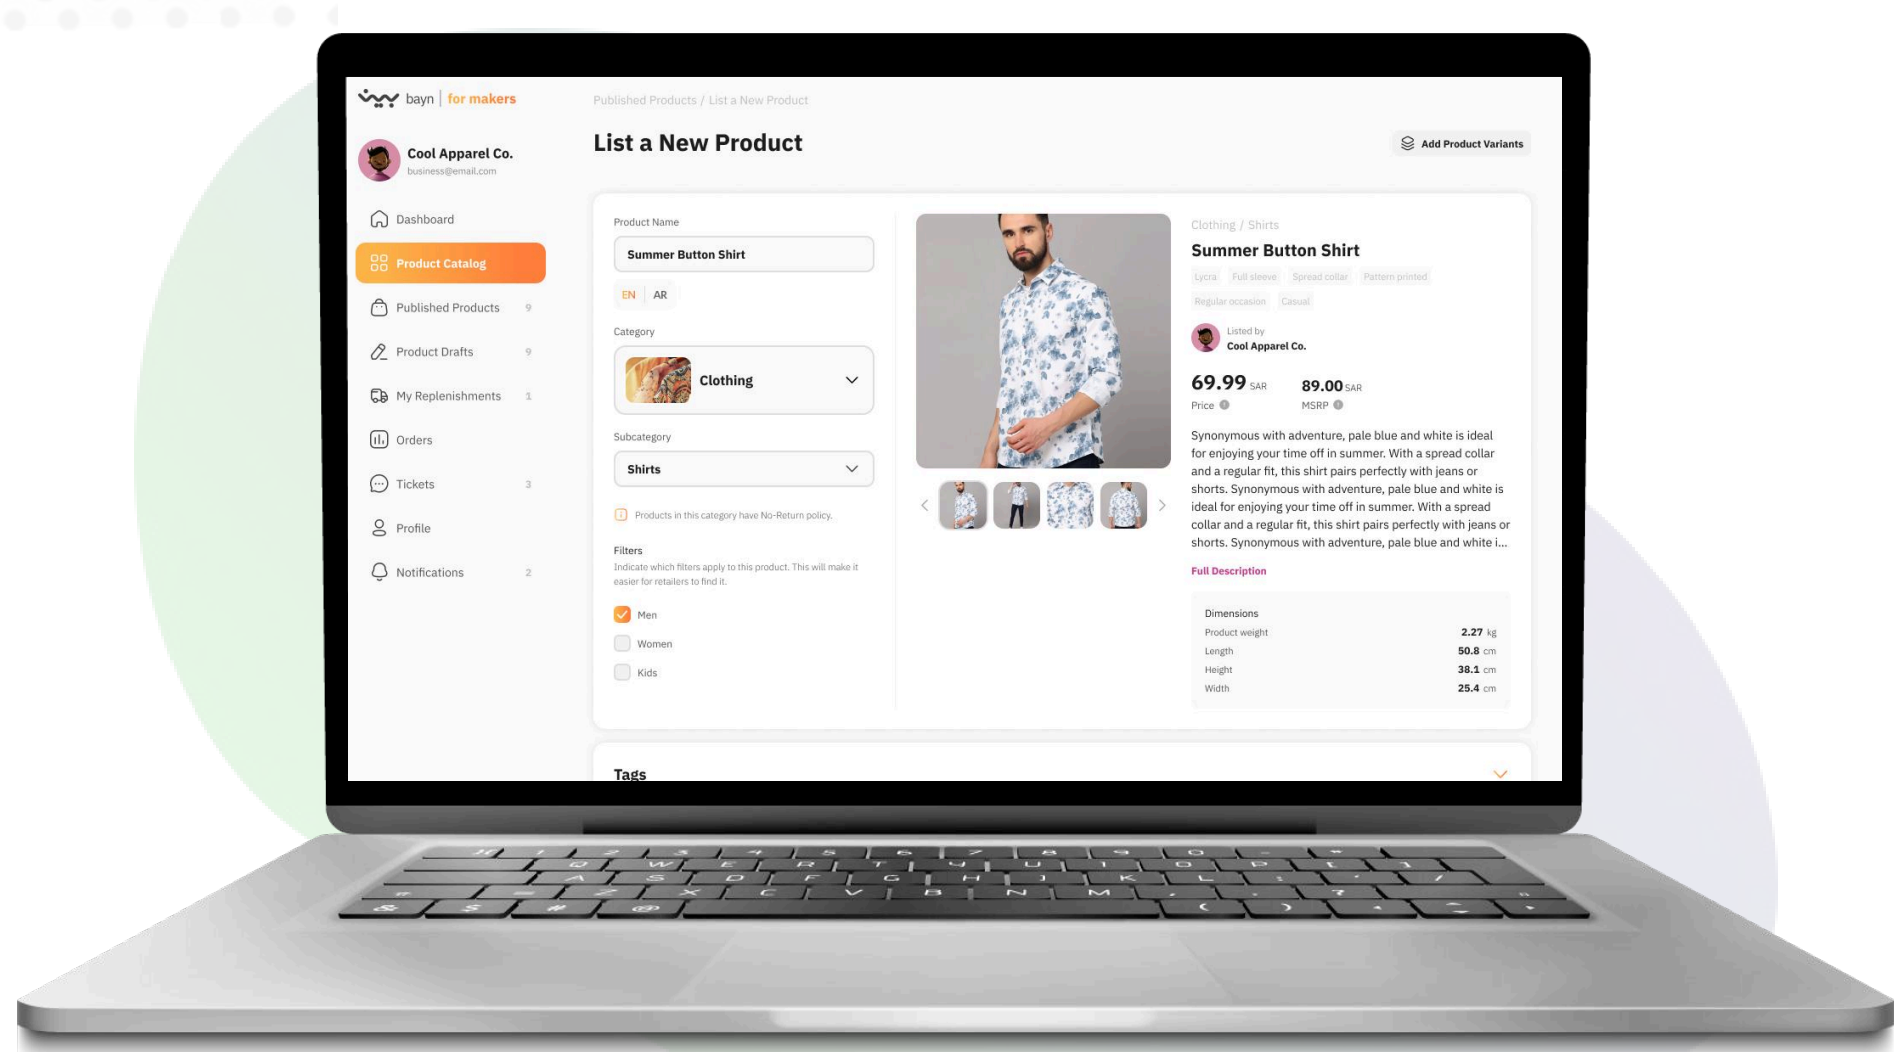 bayn | for makers
Cool Apparel Co.
business@email.com
Dashboard
Product Catalog
Published Products 9
Product Drafts 9
My Replenishments 1
Orders
Tickets 3
Profile
Notifications 2
Published Products / List a New Product
List a New Product
Add Product Variants
Product Name
Summer Button Shirt
EN AR
Category
Clothing
Subcategory
Shirts
Products in this category have No-Return policy.
Filters
Indicate which filters apply to this product. This will make it
easier for retailers to find it.
Men
Women
Kids
Clothing / Shirts
Summer Button Shirt
Lycra Full sleeve Spread collar Pattern printed
Regular occasion Casual
Listed by
Cool Apparel Co.
69.99 SAR 89.00 SAR
Price MSRP
Synonymous with adventure, pale blue and white is ideal
for enjoying your time off in summer. With a spread collar
and a regular fit, this shirt pairs perfectly with jeans or
shorts. Synonymous with adventure, pale blue and white is
ideal for enjoying your time off in summer. With a spread
collar and a regular fit, this shirt pairs perfectly with jeans or
shorts. Synonymous with adventure, pale blue and white i...
Full Description
Dimensions
Product weight 2.27 kg
Length 50.8 cm
Height 38.1 cm
Width 25.4 cm
Tags